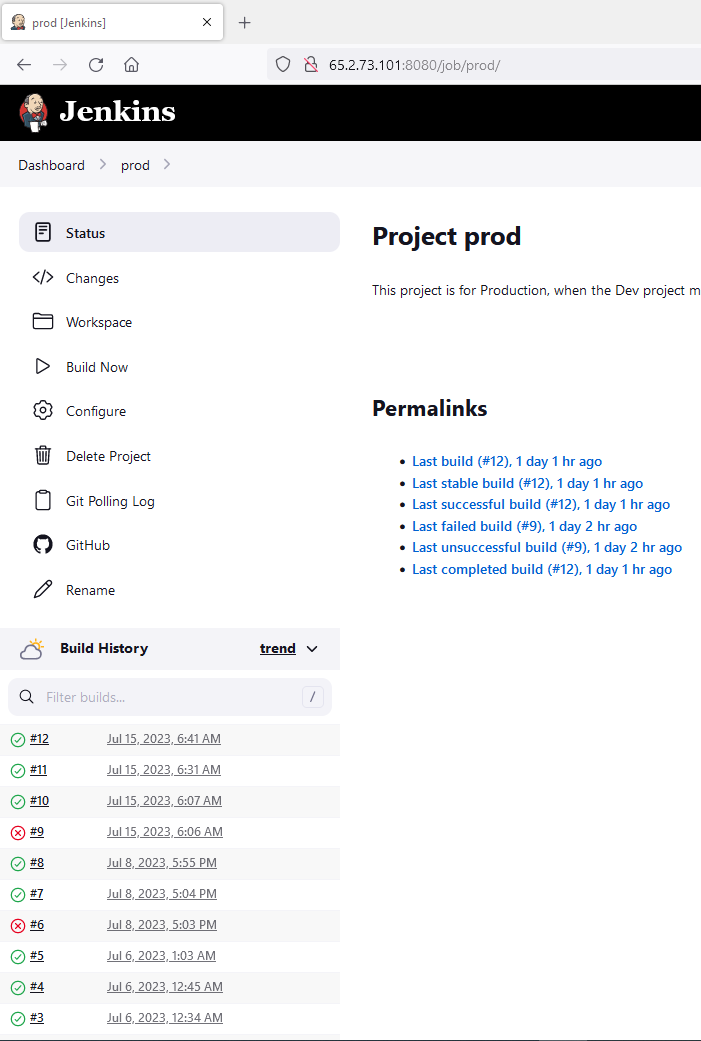 prod [Jenkins]
65.2.73.101:8080/job/prod/
Jenkins
Dashboard
prod
Status
Changes
Workspace
Build Now
Configure
Delete Project
Git Polling Log
GitHub
Rename
Project prod
This project is for Production, when the Dev project m
Permalinks
Last build (#12), 1 day 1 hr ago
Last stable build (#12), 1 day 1 hr ago
Last successful build (#12), 1 day 1 hr ago
Last failed build (#9), 1 day 2 hr ago
Last unsuccessful build (#9), 1 day 2 hr ago
Last completed build (#12), 1 day 1 hr ago
Build History trend
Filter builds... /
#12 Jul 15, 2023, 6:41 AM
#11 Jul 15, 2023, 6:31 AM
#10 Jul 15, 2023, 6:07 AM
#9 Jul 15, 2023, 6:06 AM
#8 Jul 8, 2023, 5:55 PM
#7 Jul 8, 2023, 5:04 PM
#6 Jul 8, 2023, 5:03 PM
#5 Jul 6, 2023, 1:03 AM
#4 Jul 6, 2023, 12:45 AM
#3 Jul 6, 2023, 12:34 AM